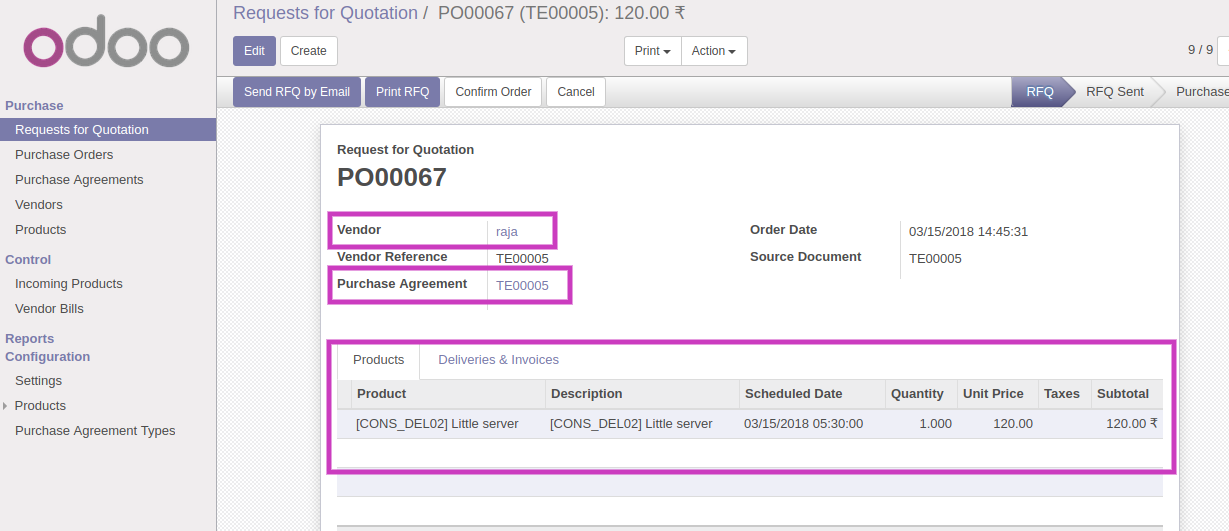 odoo
Requests for Quotation / PO00067 (TE00005): 120.00 ₹
Edit Create Print Action 9 / 9
Send RFQ by Email Print RFQ Confirm Order Cancel RFQ RFQ Sent Purchase
Purchase
Requests for Quotation
Purchase Orders
Purchase Agreements
Vendors
Products
Control
Incoming Products
Vendor Bills
Reports
Configuration
Settings
Products
Purchase Agreement Types
Request for Quotation
PO00067
Vendor raja Order Date 03/15/2018 14:45:31
Vendor Reference TE00005 Source Document TE00005
Purchase Agreement TE00005
Products Deliveries & Invoices
Product Description Scheduled Date Quantity Unit Price Taxes Subtotal
[CONS_DEL02] Little server [CONS_DEL02] Little server 03/15/2018 05:30:00 1.000 120.00 120.00 ₹